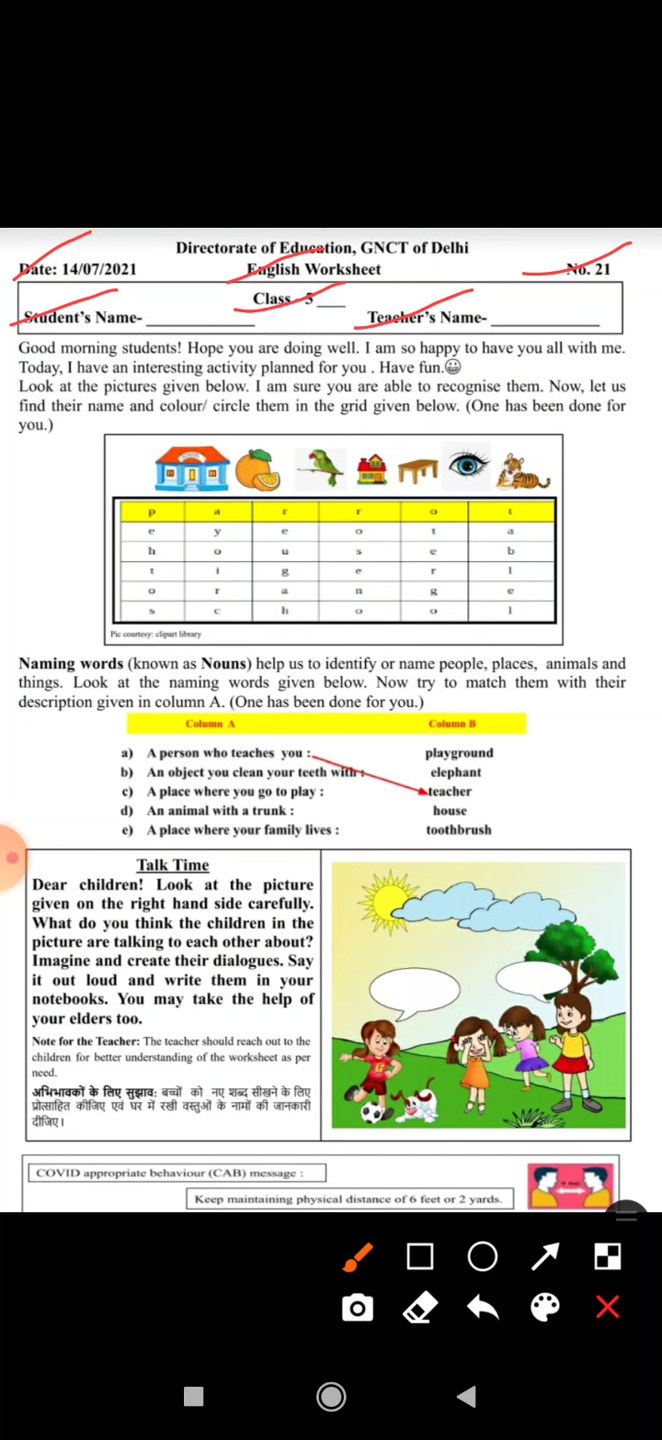 Directorate of Education, GNCT of Delhi
Date: 14/07/2021 English Worksheet No. 21
Class - 5 ___
Student's Name- ____________ Teacher's Name- ____________
Good morning students! Hope you are doing well. I am so happy to have you all with me.
Today, I have an interesting activity planned for you . Have fun.😀
Look at the pictures given below. I am sure you are able to recognise them. Now, let us
find their name and colour/ circle them in the grid given below. (One has been done for
you.)
p a r r o t
e y e o t a
h o u s e b
t i g e r l
o r a n g e
s c h o o l
Pic courtesy: clipart library
Naming words (known as Nouns) help us to identify or name people, places, animals and
things. Look at the naming words given below. Now try to match them with their
description given in column A. (One has been done for you.)
Column A Column B
a) A person who teaches you : playground
b) An object you clean your teeth with : elephant
c) A place where you go to play : teacher
d) An animal with a trunk : house
e) A place where your family lives : toothbrush
Talk Time
Dear children! Look at the picture
given on the right hand side carefully.
What do you think the children in the
picture are talking to each other about?
Imagine and create their dialogues. Say
it out loud and write them in your
notebooks. You may take the help of
your elders too.
Note for the Teacher: The teacher should reach out to the
children for better understanding of the worksheet as per
need.
अभिभावकों के लिए सुझाव: बच्चों को नए शब्द सीखने के लिए
प्रोत्साहित कीजिए एवं घर में रखी वस्तुओं के नामों की जानकारी
दीजिए।
COVID appropriate behaviour (CAB) message :
Keep maintaining physical distance of 6 feet or 2 yards.